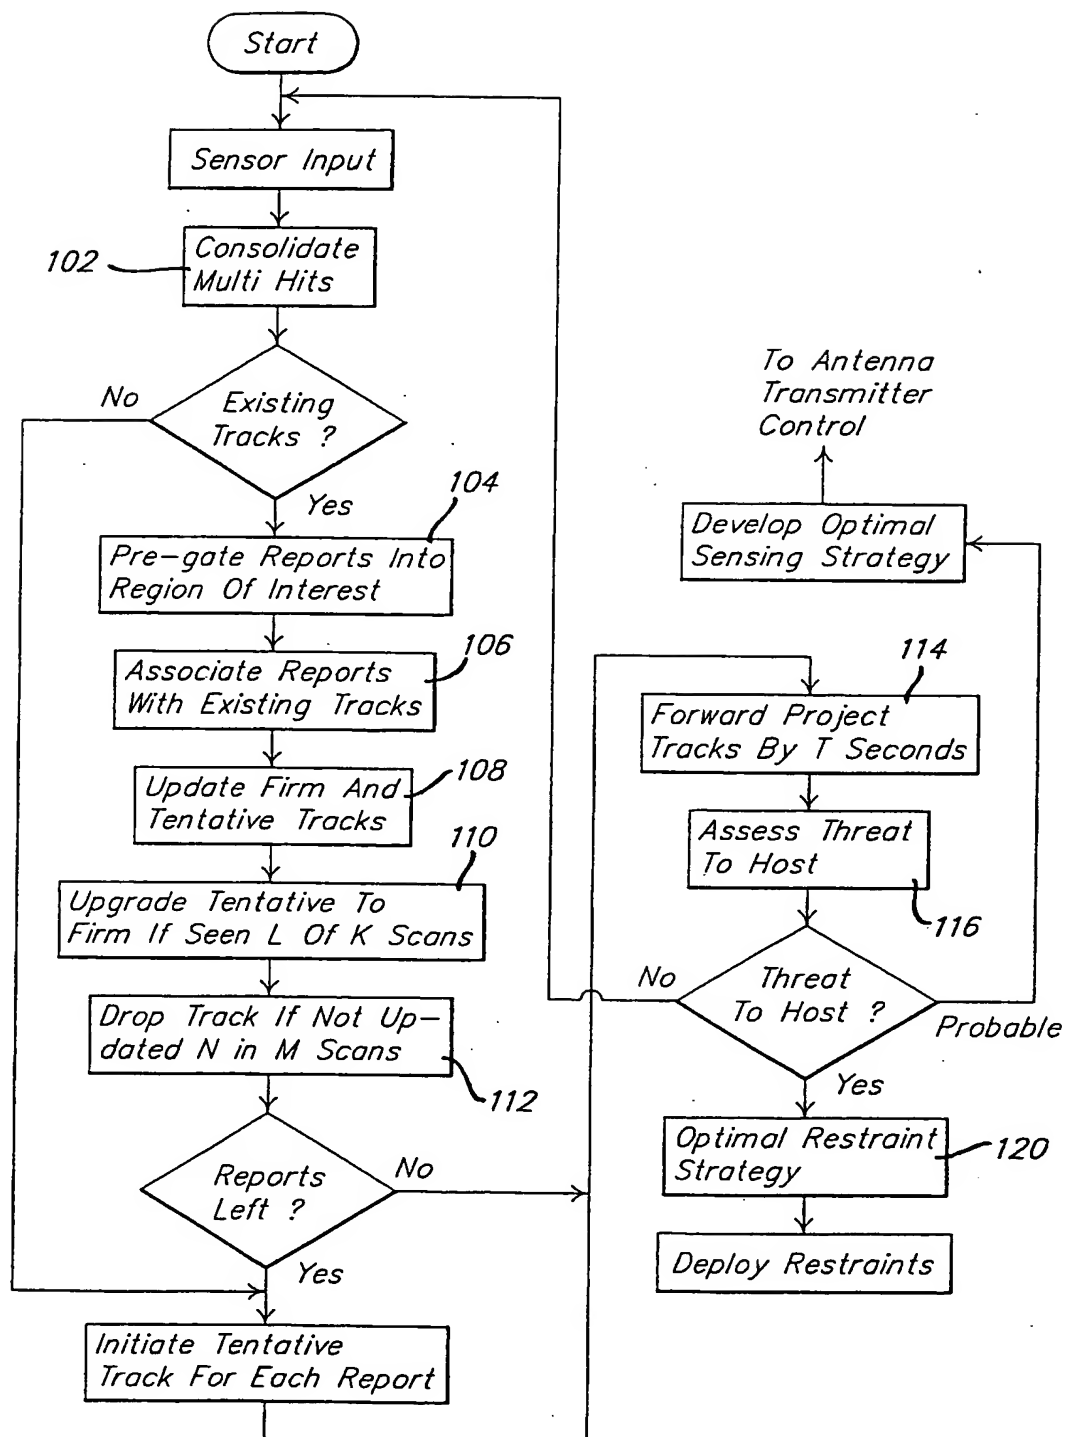 Start
Sensor Input
102
Consolidate
Multi Hits
No
Existing
Tracks ?
Yes
104
Pre-gate Reports Into
Region Of Interest
106
Associate Reports
With Existing Tracks
108
Update Firm And
Tentative Tracks
110
Upgrade Tentative To
Firm If Seen L Of K Scans
Drop Track If Not Up-
dated N in M Scans
112
Reports
Left ?
No
Yes
Initiate Tentative
Track For Each Report
To Antenna
Transmitter
Control
Develop Optimal
Sensing Strategy
114
Forward Project
Tracks By T Seconds
Assess Threat
To Host
116
No
Threat
To Host ?
Probable
Yes
Optimal Restraint
Strategy
120
Deploy Restraints